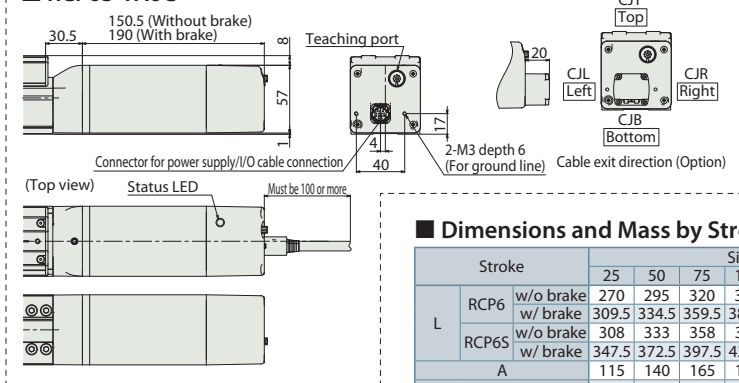 150.5 (Without brake)
190 (With brake)
30.5
8
57
1
Teaching port
4
40
17
2-M3 depth 6
(For ground line)
Connector for power supply/I/O cable connection
20
Top
CJL
Left
CJR
Right
CJB
Bottom
Cable exit direction (Option)
(Top view)
Status LED
Must be 100 or more
■ Dimensions and Mass by Str
Stroke
25 50 75
L RCP6 w/o brake 270 295 320
w/ brake 309.5 334.5 359.5
RCP6S w/o brake 308 333 358
w/ brake 347.5 372.5 397.5
A 115 140 165